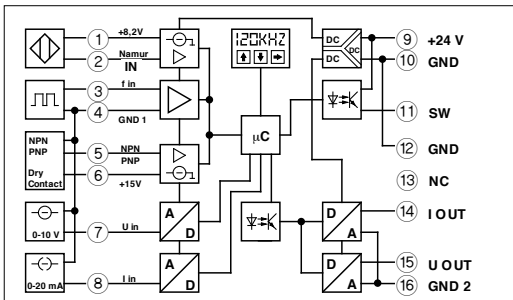 1 +8,2V
2 Namur
IN
3 f in
4 GND 1
NPN
PNP
Dry
Contact
5 NPN
PNP
6 +15V
0-10 V
7 U in
0-20 mA
8 I in
A
D
A
D
120KHZ
µC
DC
DC
DC
D
A
D
A
9 +24 V
10 GND
11 SW
12 GND
13 NC
14 I OUT
15 U OUT
16 GND 2